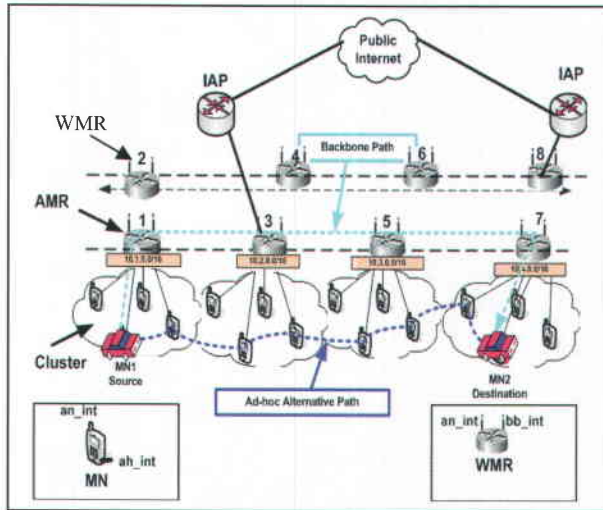 Public
Internet
IAP
IAP
WMR
2
4
6
8
Backbone Path
AMR
1
3
5
7
10.1.0.0/16
10.2.0.0/16
10.3.0.0/16
10.4.0.0/16
Cluster
MN1
Source
MN2
Destination
Ad-hoc Alternative Path
an_int
ah_int
MN
an_int
bb_int
WMR